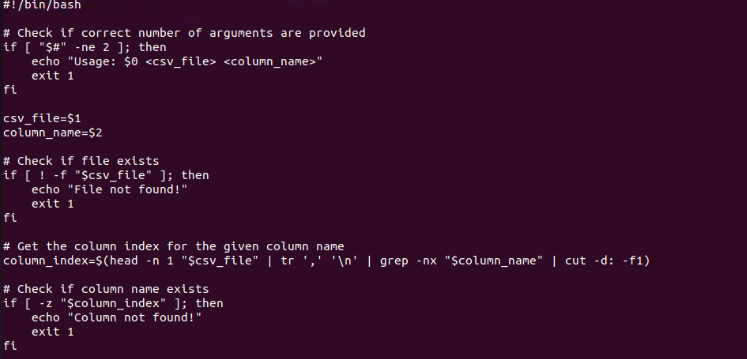 #!/bin/bash
# Check if correct number of arguments are provided
if [ "$#" -ne 2 ]; then
    echo "Usage: $0 <csv_file> <column_name>"
    exit 1
fi
csv_file=$1
column_name=$2
# Check if file exists
if [ ! -f "$csv_file" ]; then
    echo "File not found!"
    exit 1
fi
# Get the column index for the given column name
column_index=$(head -n 1 "$csv_file" | tr ',' '\n' | grep -nx "$column_name" | cut -d: -f1)
# Check if column name exists
if [ -z "$column_index" ]; then
    echo "Column not found!"
    exit 1
fi